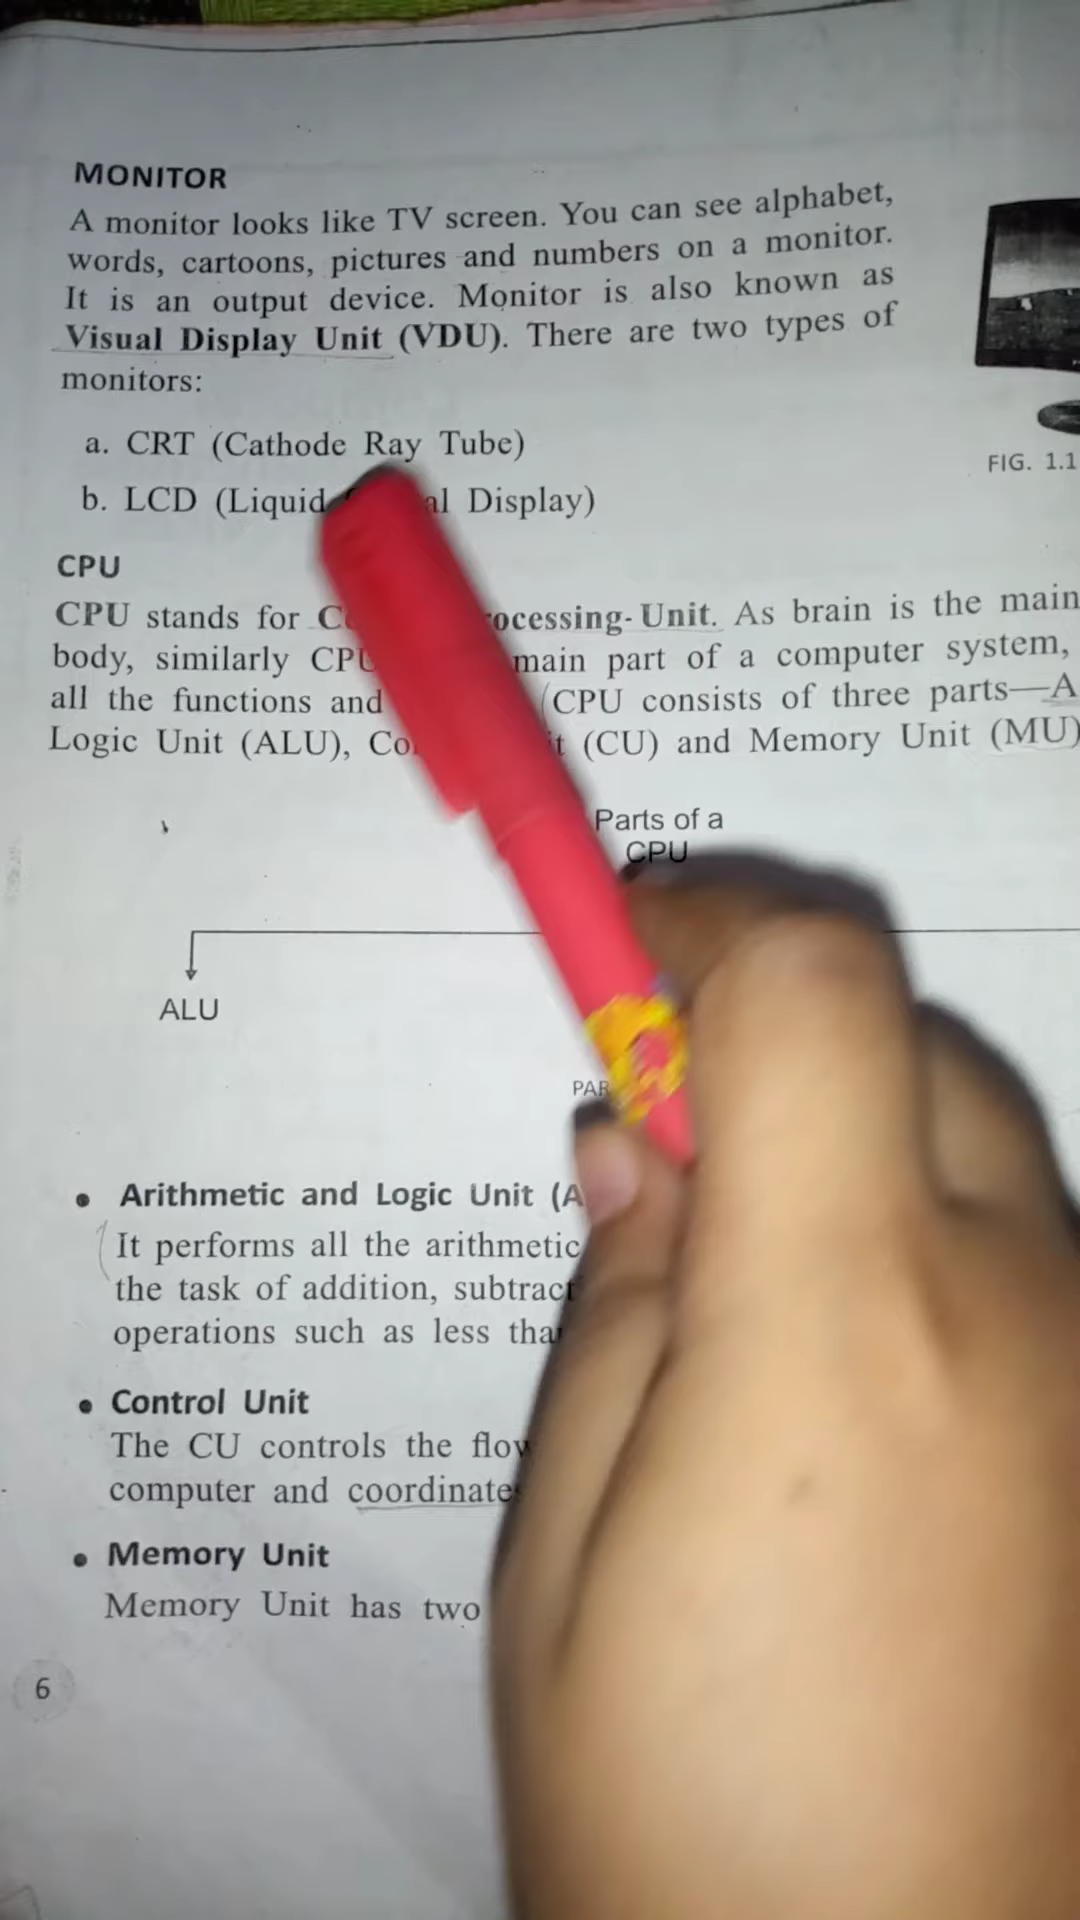 MONITOR
A monitor looks like TV screen. You can see alphabet,
words, cartoons, pictures and numbers on a monitor.
It is an output device. Monitor is also known as
Visual Display Unit (VDU). There are two types of
monitors:
a. CRT (Cathode Ray Tube)
b. LCD (Liquid Display)
FIG. 1.1
CPU
CPU stands for Unit. As brain is the main
body, similarly CPU main part of a computer system,
all the functions and (CPU consists of three parts—A
Logic Unit (ALU), (CU) and Memory Unit (MU)
Parts of a
CPU
ALU
PAR
• Arithmetic and Logic Unit (A
It performs all the arithmetic
the task of addition, subtract
operations such as less than
• Control Unit
The CU controls the flow
computer and coordinates
• Memory Unit
Memory Unit has two
6